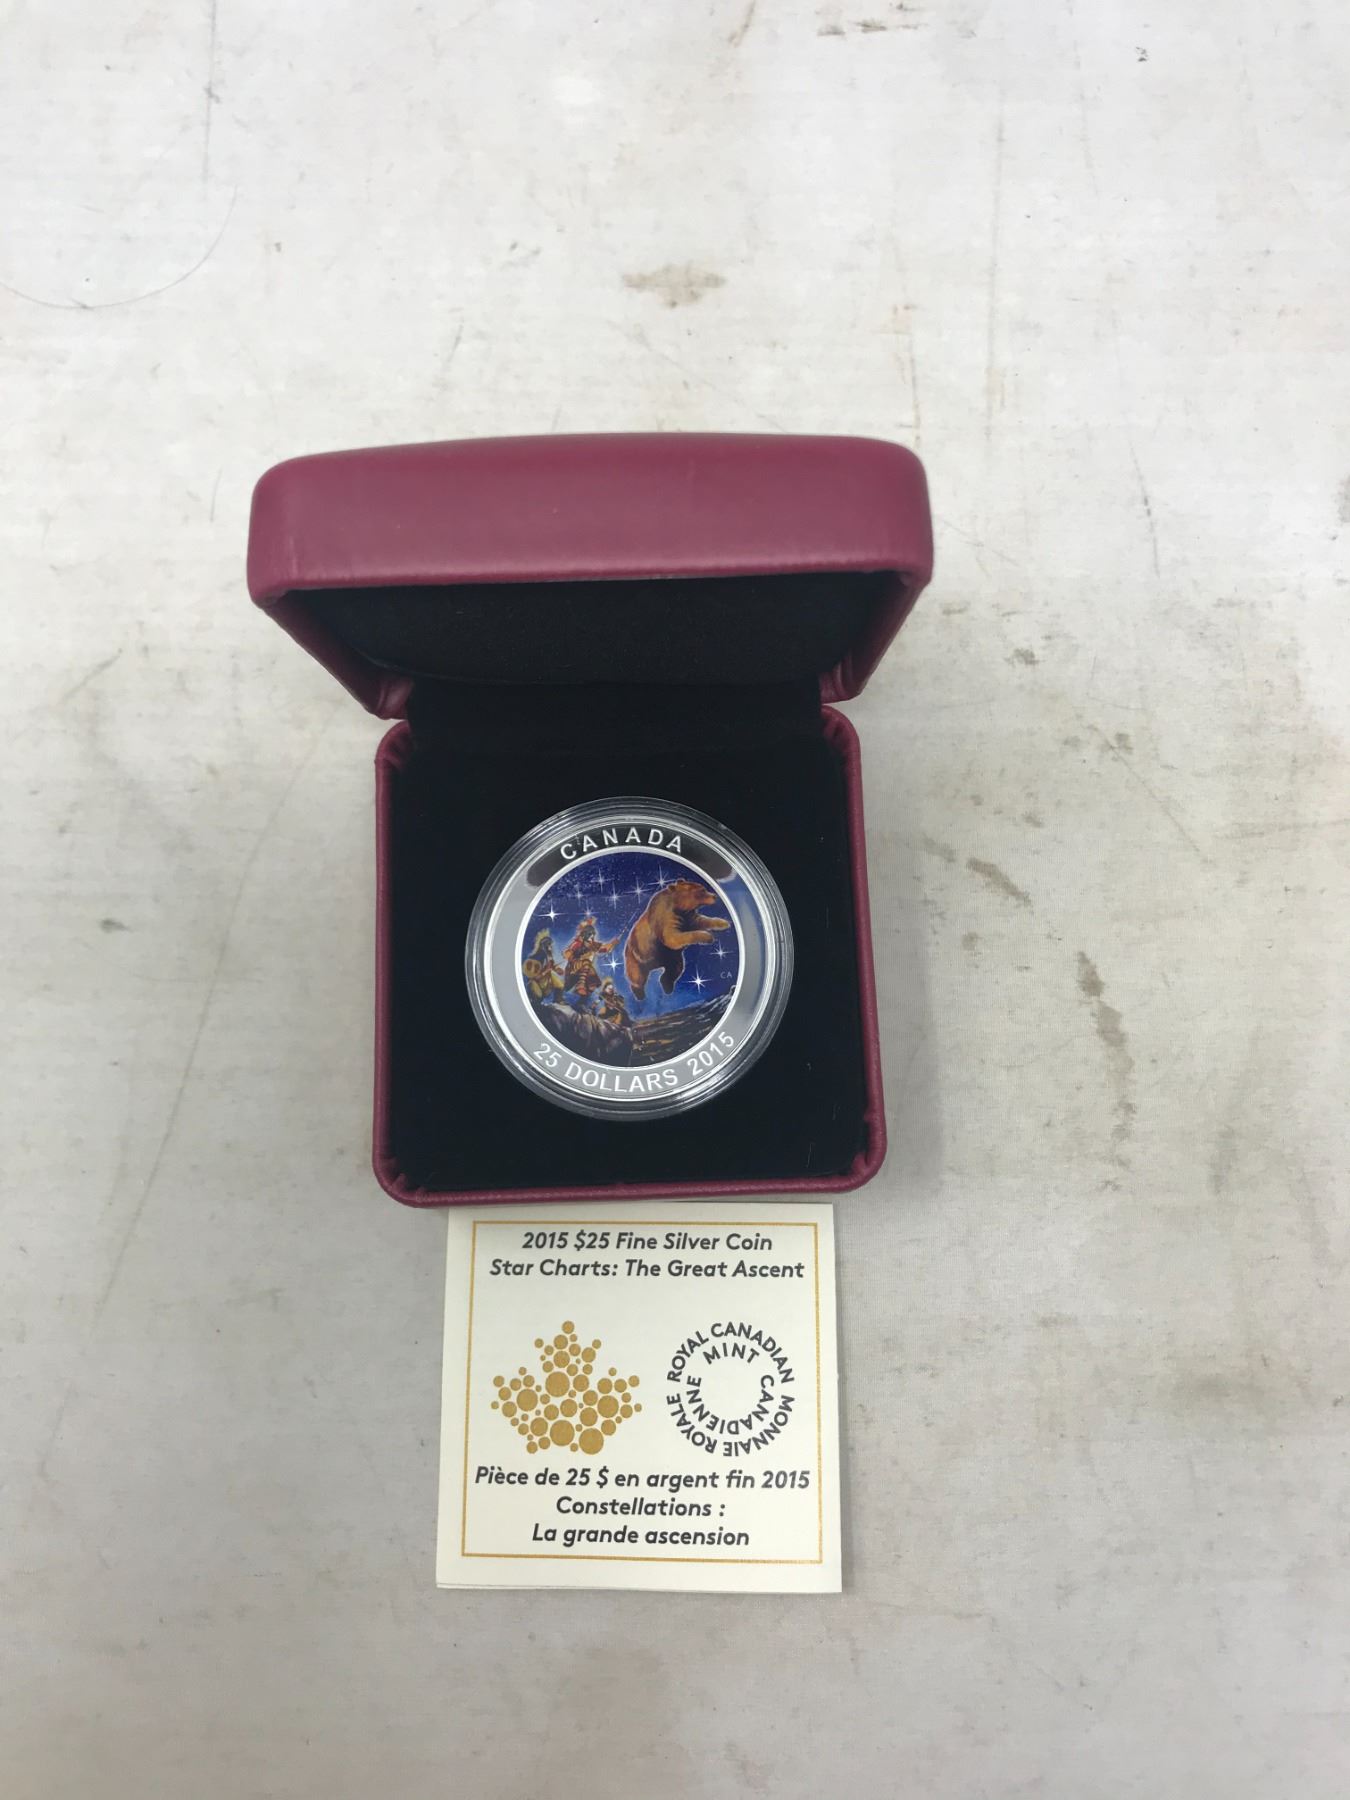 CANADA
CA
25 DOLLARS 2015
2015 $25 Fine Silver Coin
Star Charts: The Great Ascent
ROYAL CANADIAN MINT
MONNAIE ROYALE CANADIENNE
Pièce de 25 $ en argent fin 2015
Constellations :
La grande ascension